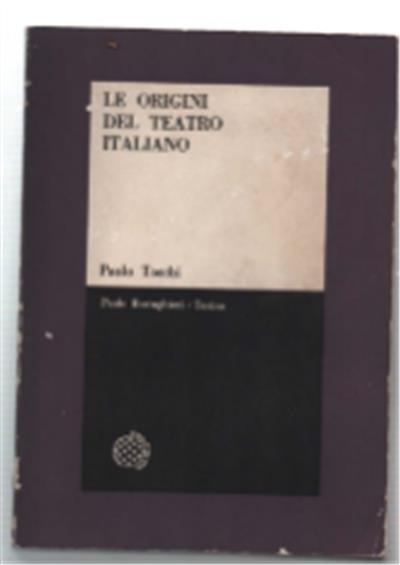 LE ORIGINI
DEL TEATRO
ITALIANO
Paolo Toschi
Paolo Boringhieri - Torino